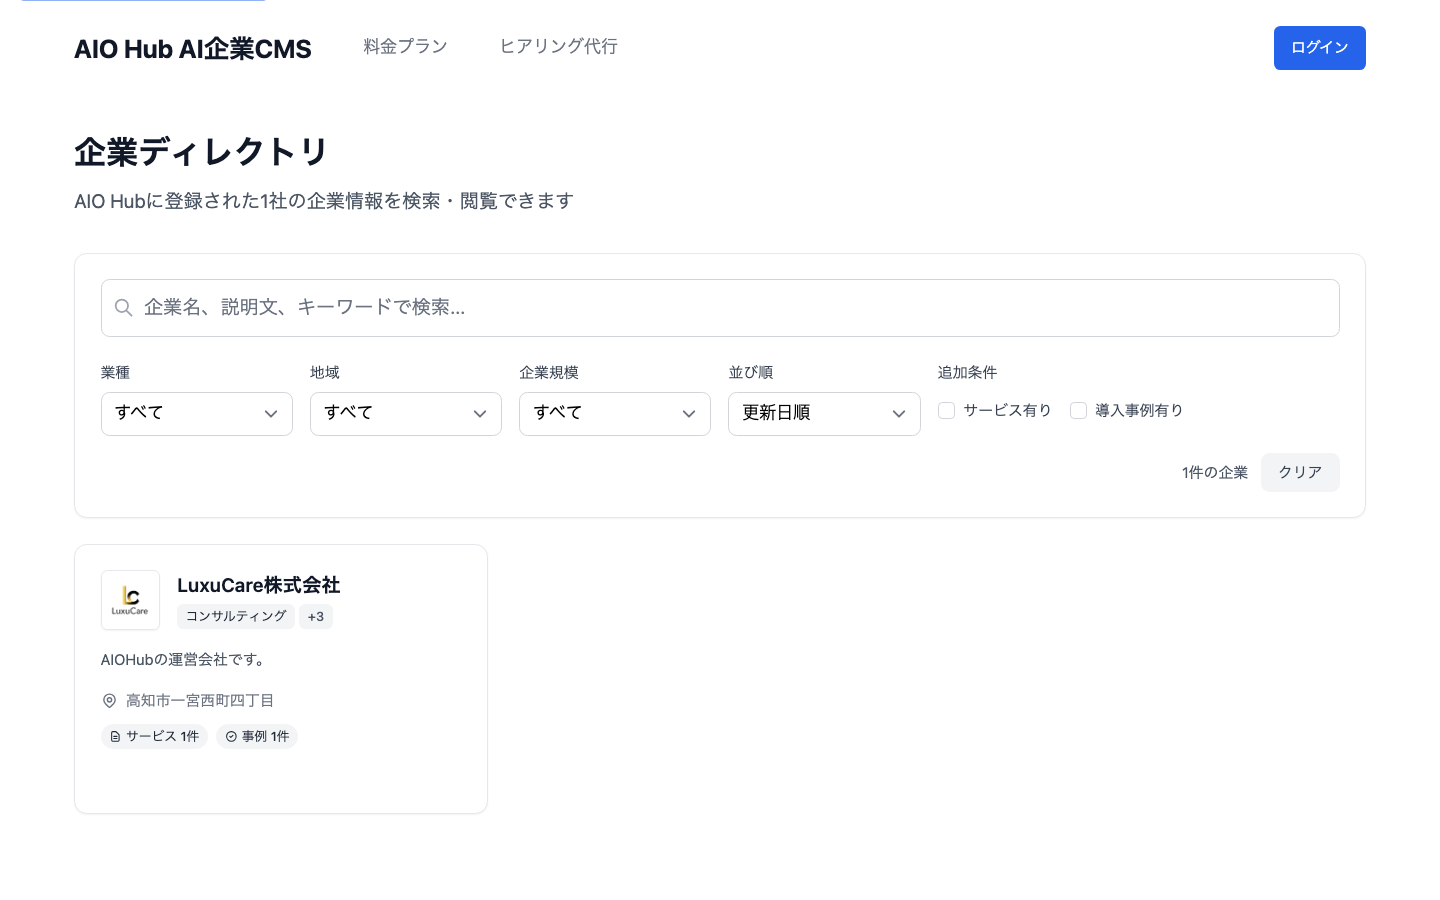 AIO Hub AI企業CMS 料金プラン ヒアリング代行 ログイン
企業ディレクトリ
AIO Hubに登録された1社の企業情報を検索・閲覧できます
企業名、説明文、キーワードで検索...
業種 地域 企業規模 並び順 追加条件
すべて すべて すべて 更新日順 サービス有り 導入事例有り
1件の企業 クリア
LC
LuxuCare
LuxuCare株式会社
コンサルティング +3
AIOHubの運営会社です。
高知市一宮西町四丁目
サービス 1件 事例 1件